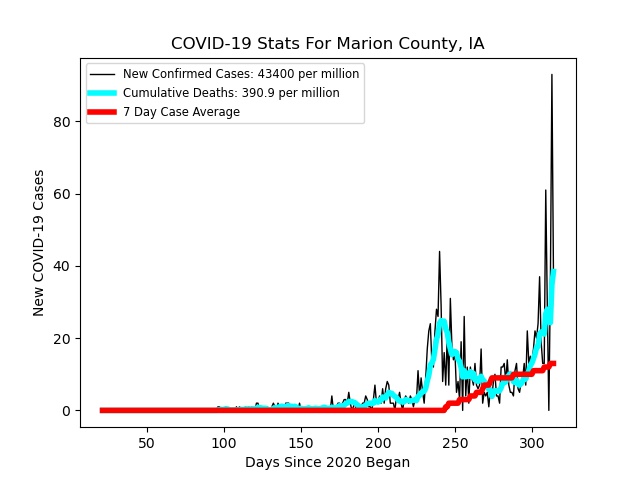 COVID-19 Stats For Marion County, IA
New Confirmed Cases: 43400 per million
Cumulative Deaths: 390.9 per million
7 Day Case Average
New COVID-19 Cases
80
60
40
20
0
50 100 150 200 250 300
Days Since 2020 Began